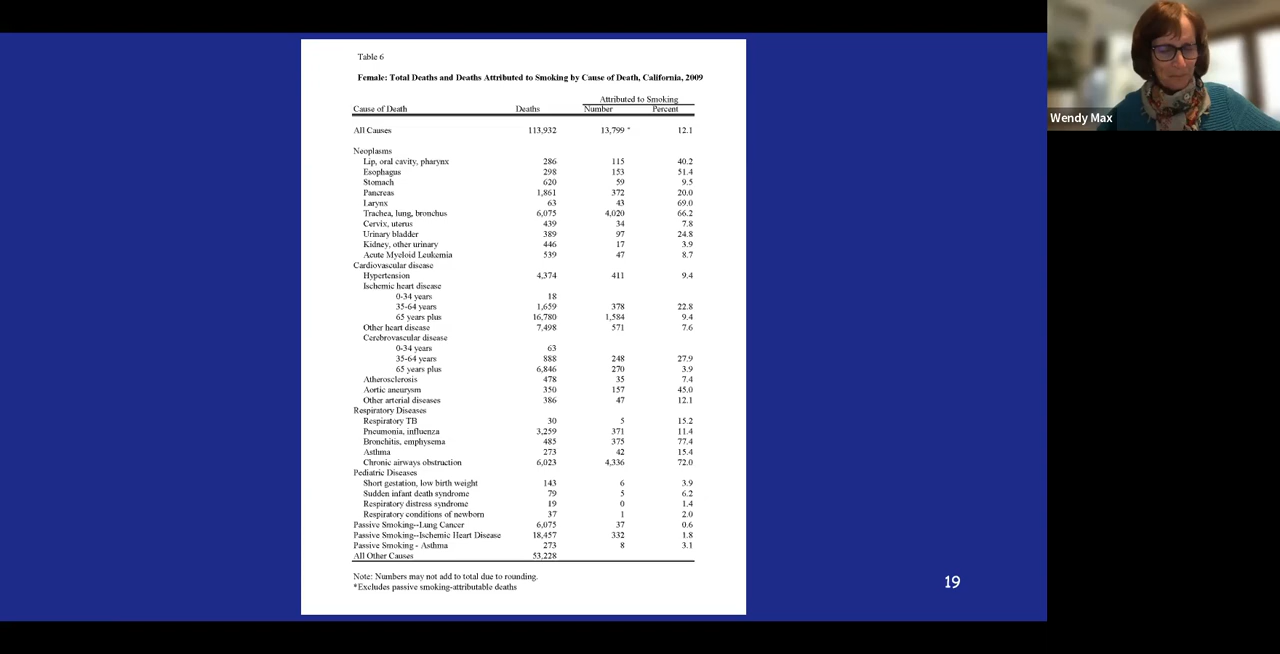 Table 6
Female: Total Deaths and Deaths Attributed to Smoking by Cause of Death, California, 2009
Attributed to Smoking
Cause of Death Deaths Number Percent
All Causes 113,932 13,799 * 12.1
Neoplasms
Lip, oral cavity, pharynx 286 115 40.2
Esophagus 298 153 51.4
Stomach 620 59 9.5
Pancreas 1,861 372 20.0
Larynx 63 43 69.0
Trachea, lung, bronchus 6,075 4,020 66.2
Cervix, uterus 439 34 7.8
Urinary bladder 389 97 24.8
Kidney, other urinary 446 17 3.9
Acute Myeloid Leukemia 539 47 8.7
Cardiovascular disease
Hypertension 4,374 411 9.4
Ischemic heart disease
0-34 years 18
35-64 years 1,659 378 22.8
65 years plus 16,780 1,584 9.4
Other heart disease 7,498 571 7.6
Cerebrovascular disease
0-34 years 63
35-64 years 888 248 27.9
65 years plus 6,846 270 3.9
Atherosclerosis 478 35 7.4
Aortic aneurysm 350 157 45.0
Other arterial diseases 386 47 12.1
Respiratory Diseases
Respiratory TB 30 5 15.2
Pneumonia, influenza 3,259 371 11.4
Bronchitis, emphysema 485 375 77.4
Asthma 273 42 15.4
Chronic airways obstruction 6,023 4,336 72.0
Pediatric Diseases
Short gestation, low birth weight 143 6 3.9
Sudden infant death syndrome 79 5 6.2
Respiratory distress syndrome 19 0 1.4
Respiratory conditions of newborn 37 1 2.0
Passive Smoking--Lung Cancer 6,075 37 0.6
Passive Smoking--Ischemic Heart Disease 18,457 332 1.8
Passive Smoking - Asthma 273 8 3.1
All Other Causes 53,228
Note: Numbers may not add to total due to rounding.
*Excludes passive smoking-attributable deaths
19
Wendy Max